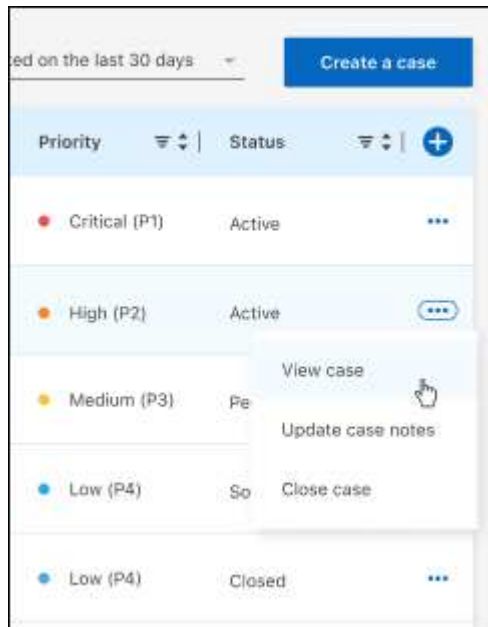 ed on the last 30 days
Create a case
Priority Status
Critical (P1) Active
High (P2) Active
View case
Medium (P3) Pe
Update case notes
Low (P4) So
Close case
Low (P4) Closed